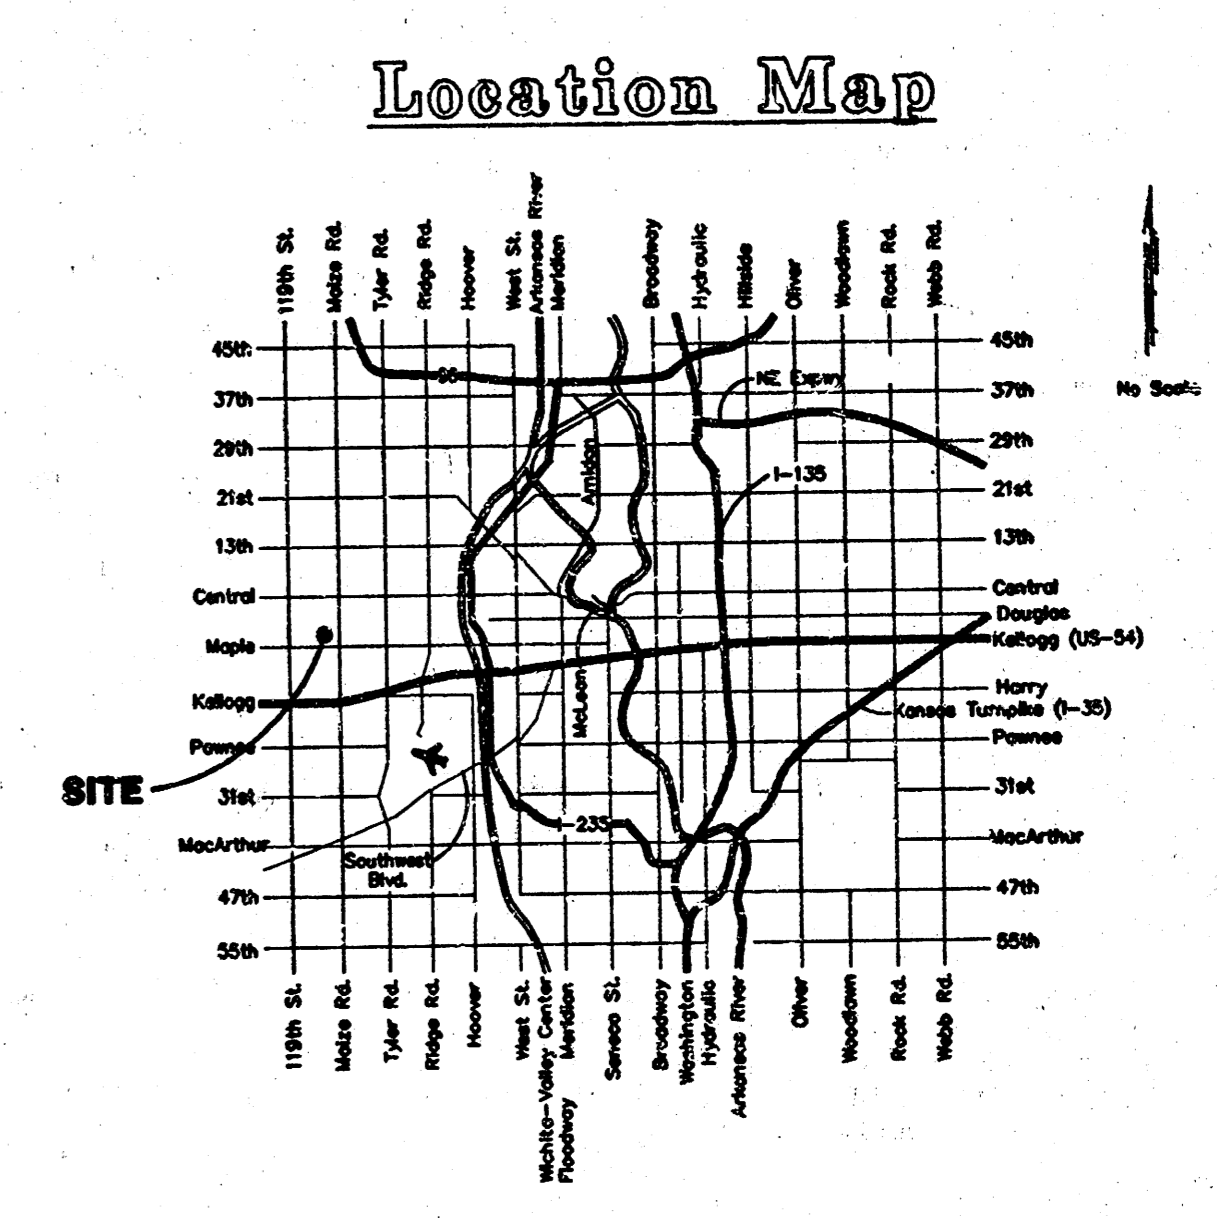 Location Map
119th St.
Maize Rd.
Tyler Rd.
Ridge Rd.
Hoover
West St.
Arkansas River
Meridian
Broadway
Hydraulic
Hillside
Oliver
Woodlawn
Rock Rd.
Webb Rd.
45th
45th
96
NE Expwy
37th
37th
No Scale
29th
29th
Amidon
I-135
21st
21st
13th
13th
Central
Central
Douglas
Maple
Kellogg (US-54)
Kellogg
McLean
Harry
Kansas Turnpike (I-35)
Pawnee
Pawnee
SITE
31st
31st
I-235
MacArthur
MacArthur
Southwest
Blvd.
47th
47th
55th
55th
119th St.
Maize Rd.
Tyler Rd.
Ridge Rd.
Hoover
West St.
Wichita-Valley Center
Floodway
Meridian
Seneca St.
Broadway
Washington
Hydraulic
Arkansas River
Oliver
Woodlawn
Rock Rd.
Webb Rd.